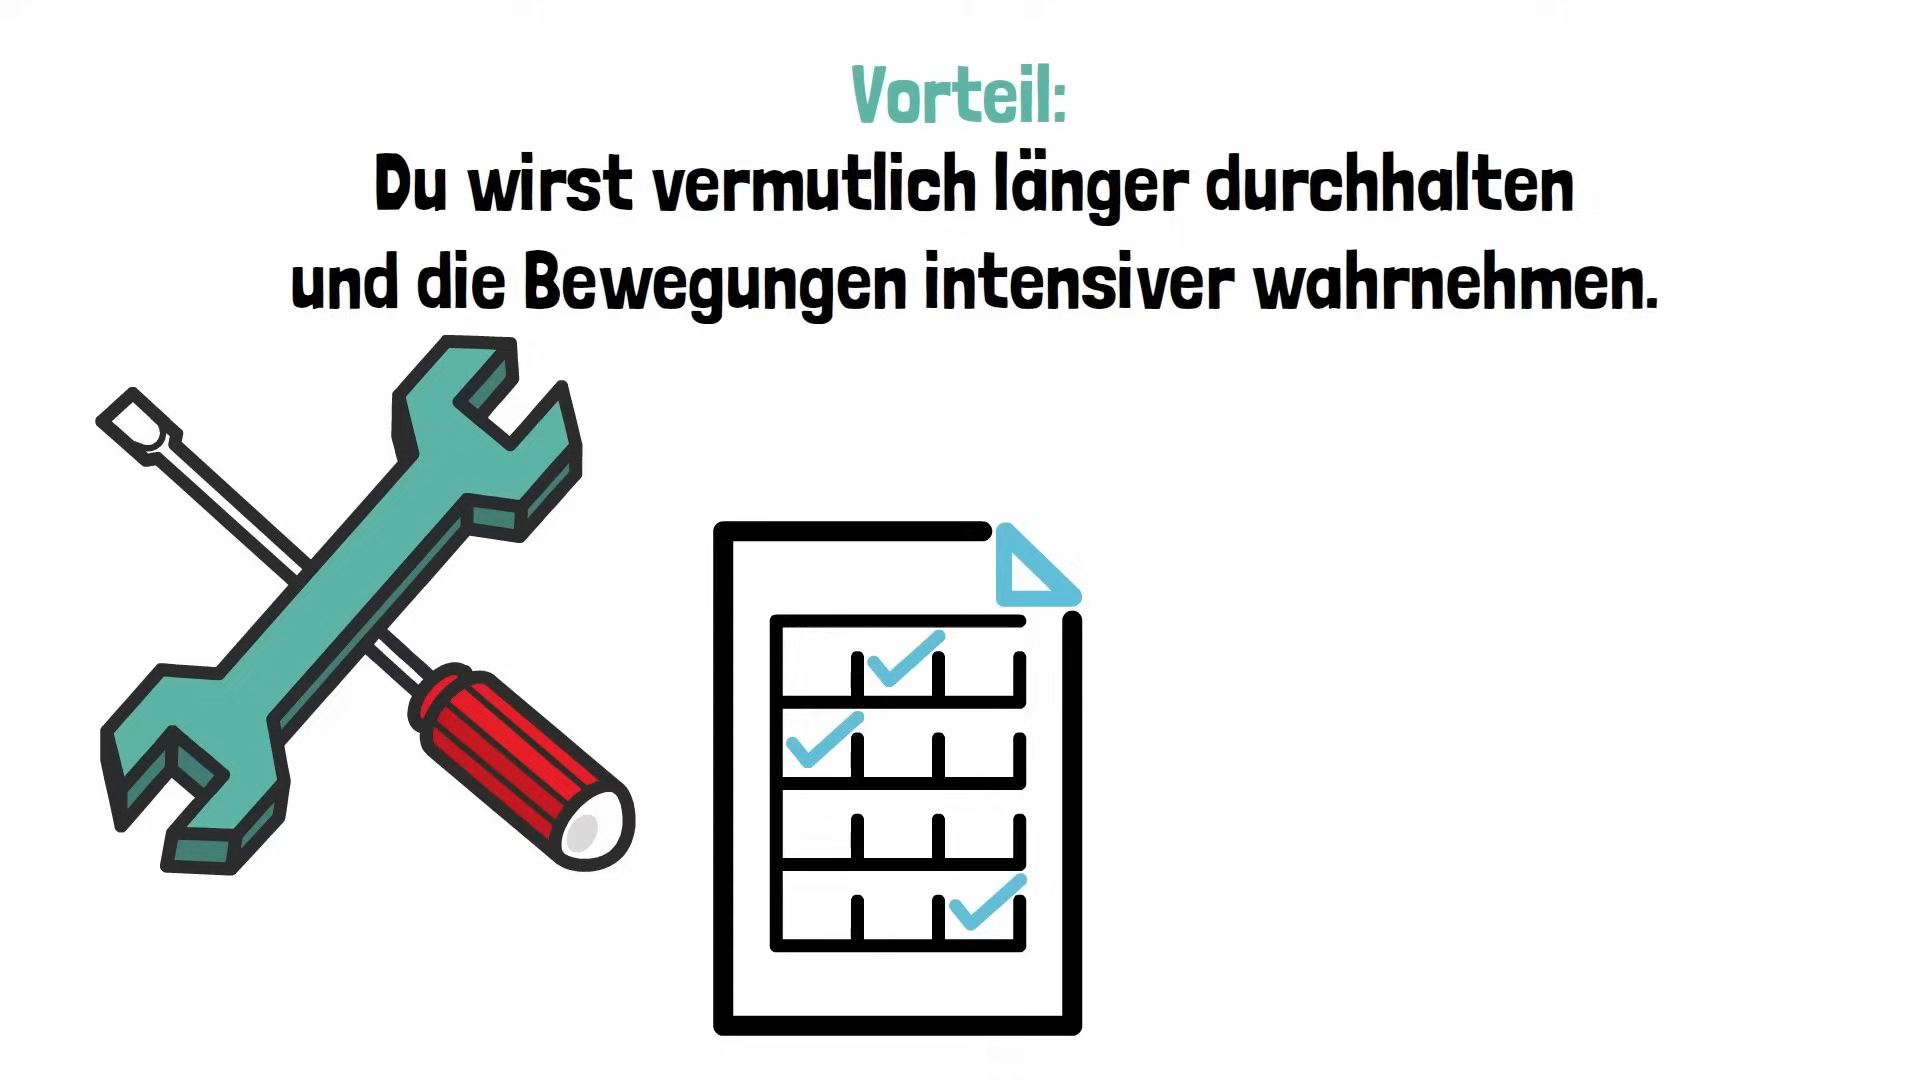 Vorteil:
Du wirst vermutlich länger durchhalten
und die Bewegungen intensiver wahrnehmen.